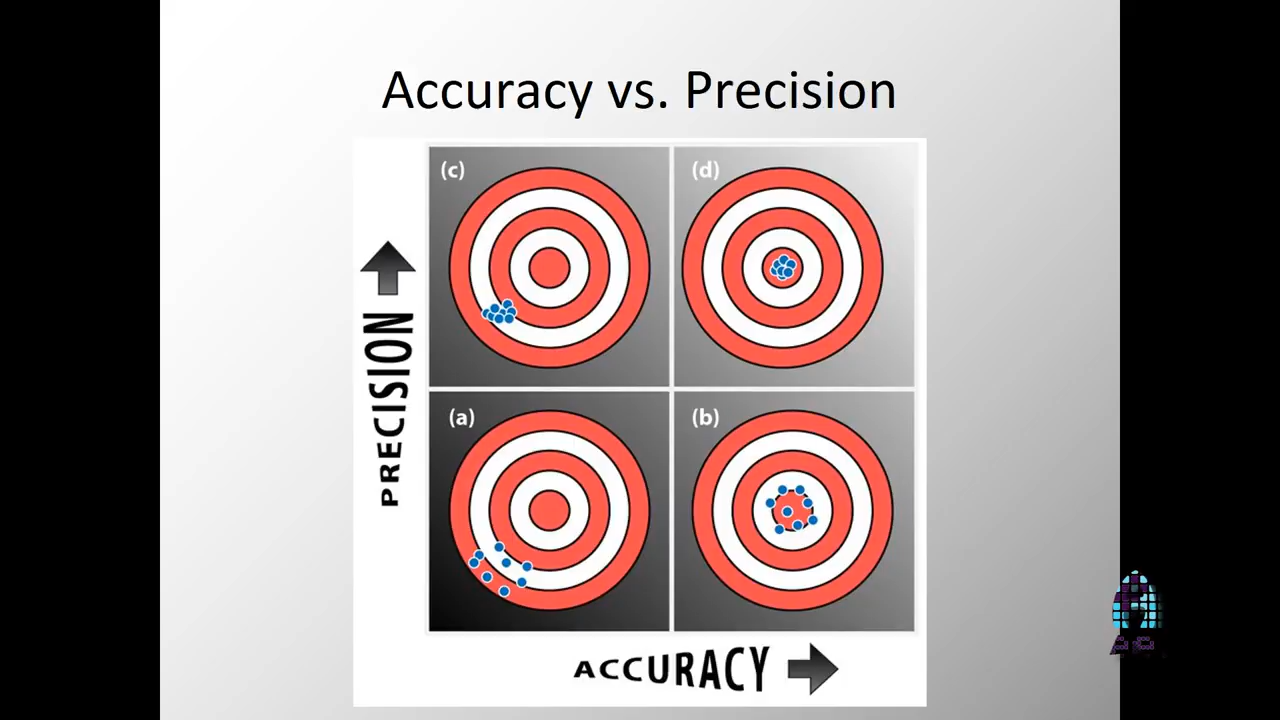 Accuracy vs. Precision
(c)
(d)
PRECISION
(a)
(b)
ACCURACY